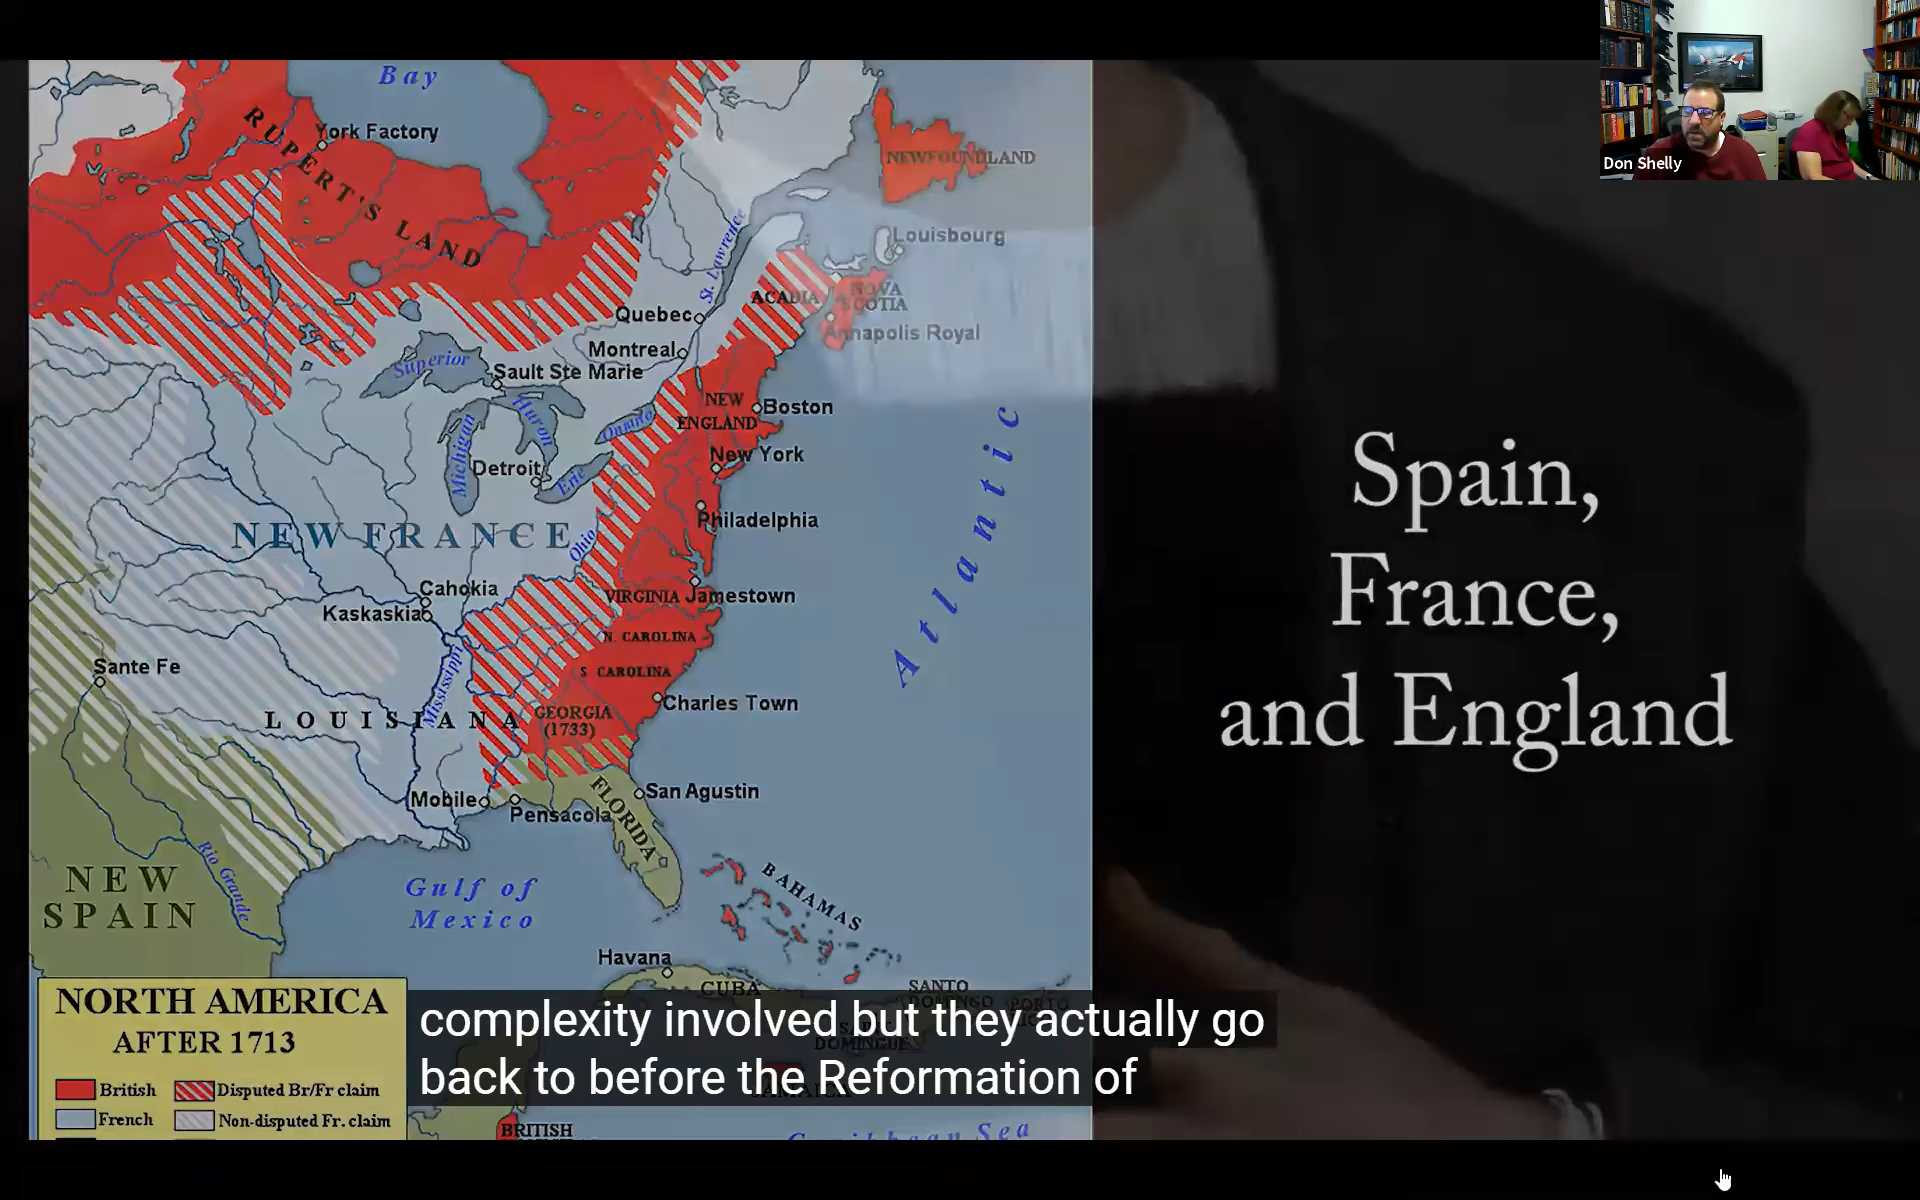 Bay
RUPERT'S LAND
York Factory
NEWFOUNDLAND
Louisbourg
St. Lawrence
ACADIA
NOVA
SCOTIA
Annapolis Royal
Quebec
Montreal
Superior
Sault Ste Marie
Huron
Ontario
Michigan
NEW
ENGLAND
Boston
New York
Detroit
Erie
Philadelphia
NEW FRANCE
Ohio
Atlantic
Cahokia
Kaskaskia
VIRGINIA
Jamestown
N. CAROLINA
S CAROLINA
Sante Fe
Mississippi
Charles Town
LOUISIANA
GEORGIA
(1733)
Mobile
Pensacola
San Agustin
FLORIDA
NEW
SPAIN
Rio Grande
Gulf of
Mexico
BAHAMAS
Havana
CUBA
SANTO
DOMINGO
PORTO
DOMINGUE
JAMAICA
BRITISH
Caribbean Sea
NORTH AMERICA
AFTER 1713
British
Disputed Br/Fr claim
French
Non-disputed Fr. claim
Spain,
France,
and England
complexity involved but they actually go
back to before the Reformation of
Don Shelly